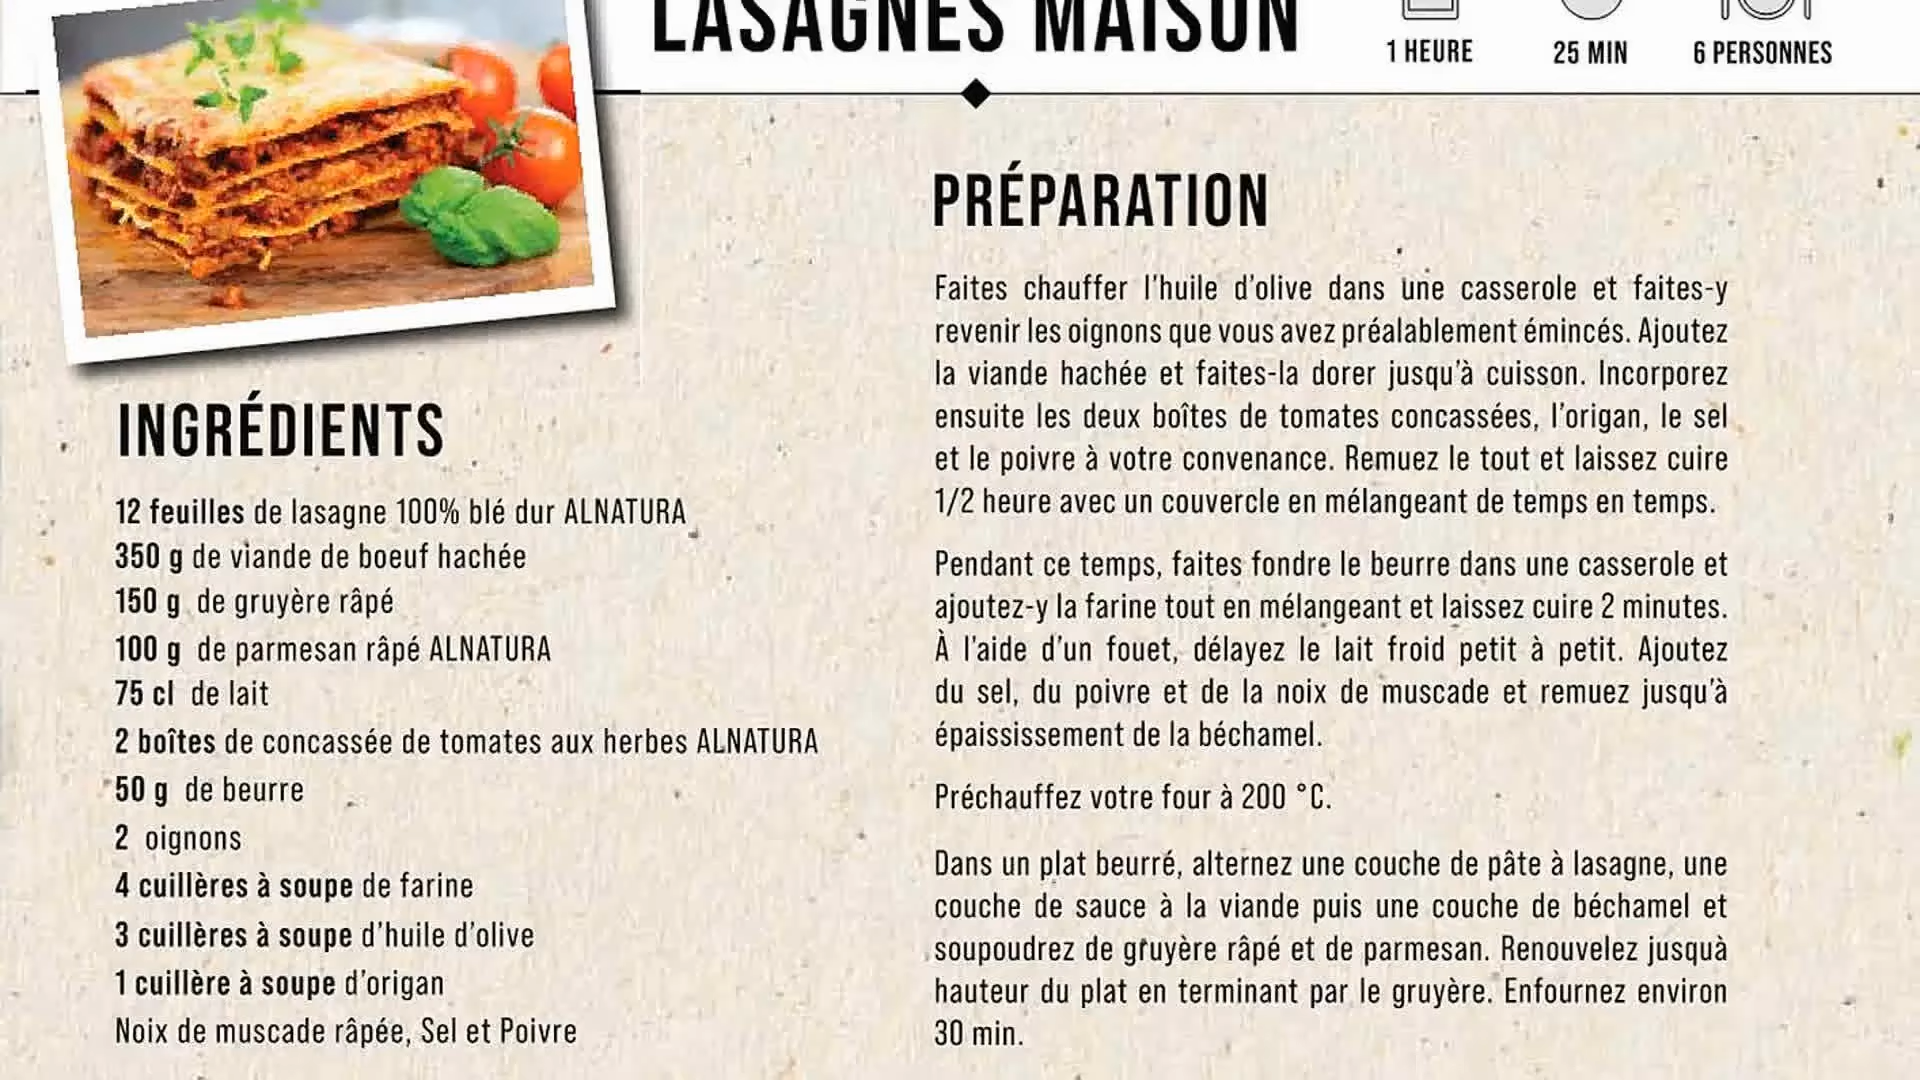 LASAGNES MAISON
1 HEURE
25 MIN
6 PERSONNES
INGRÉDIENTS
12 feuilles de lasagne 100% blé dur ALNATURA
350 g de viande de boeuf hachée
150 g de gruyère râpé
100 g de parmesan râpé ALNATURA
75 cl de lait
2 boîtes de concassée de tomates aux herbes ALNATURA
50 g de beurre
2 oignons
4 cuillères à soupe de farine
3 cuillères à soupe d'huile d'olive
1 cuillère à soupe d'origan
Noix de muscade râpée, Sel et Poivre
PRÉPARATION
Faites chauffer l'huile d'olive dans une casserole et faites-y
revenir les oignons que vous avez préalablement émincés. Ajoutez
la viande hachée et faites-la dorer jusqu'à cuisson. Incorporez
ensuite les deux boîtes de tomates concassées, l'origan, le sel
et le poivre à votre convenance. Remuez le tout et laissez cuire
1/2 heure avec un couvercle en mélangeant de temps en temps.
Pendant ce temps, faites fondre le beurre dans une casserole et
ajoutez-y la farine tout en mélangeant et laissez cuire 2 minutes.
À l'aide d'un fouet, délayez le lait froid petit à petit. Ajoutez
du sel, du poivre et de la noix de muscade et remuez jusqu'à
épaississement de la béchamel.
Préchauffez votre four à 200 °C.
Dans un plat beurré, alternez une couche de pâte à lasagne, une
couche de sauce à la viande puis une couche de béchamel et
soupoudrez de gruyère râpé et de parmesan. Renouvelez jusquà
hauteur du plat en terminant par le gruyère. Enfournez environ
30 min.